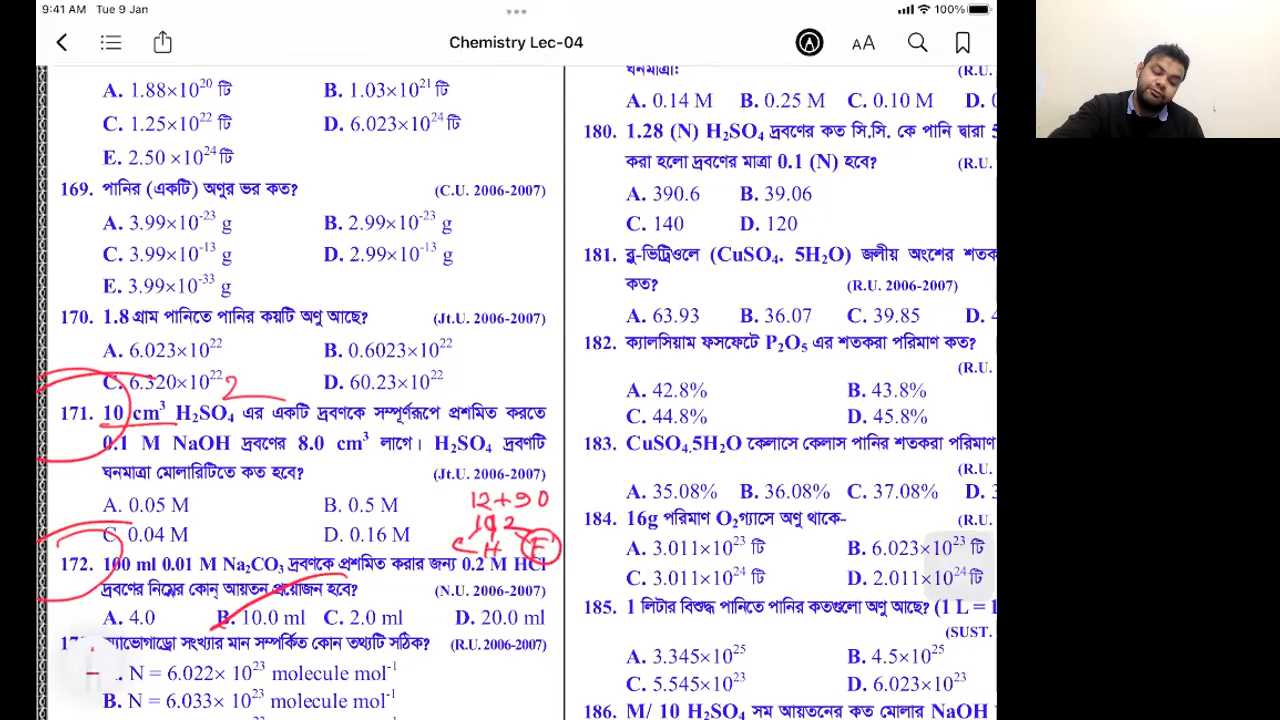 9:41 AM Tue 9 Jan
100%
Chemistry Lec-04
AA
A. 1.88×10²⁰ টি B. 1.03×10²¹ টি
C. 1.25×10²² টি D. 6.023×10²⁴ টি
E. 2.50 ×10²⁴ টি
169. পানির (একটি) অণুর ভর কত? (C.U. 2006-2007)
A. 3.99×10⁻²³ g B. 2.99×10⁻²³ g
C. 3.99×10⁻¹³ g D. 2.99×10⁻¹³ g
E. 3.99×10⁻³³ g
170. 1.8 গ্রাম পানিতে পানির কয়টি অণু আছে? (Jt.U. 2006-2007)
A. 6.023×10²² B. 0.6023×10²²
C. 6.320×10²² D. 60.23×10²²
2
171. 10 cm³ H₂SO₄ এর একটি দ্রবণকে সম্পূর্ণরূপে প্রশমিত করতে
0.1 M NaOH দ্রবণের 8.0 cm³ লাগে। H₂SO₄ দ্রবণটি
ঘনমাত্রা মোলারিটিতে কত হবে? (Jt.U. 2006-2007)
A. 0.05 M B. 0.5 M
C. 0.04 M D. 0.16 M
12+90
102
C H F
172. 100 ml 0.01 M Na₂CO₃ দ্রবণকে প্রশমিত করার জন্য 0.2 M HCl
দ্রবণের নিম্নের কোন্ আয়তন প্রয়োজন হবে? (N.U. 2006-2007)
A. 4.0 B. 10.0 ml C. 2.0 ml D. 20.0 ml
সংখ্যার মান সম্পর্কিত কোন তথ্যটি সঠিক? (R.U. 2006-2007)
N = 6.022× 10²³ molecule mol⁻¹
B. N = 6.033× 10²³ molecule mol⁻¹
ঘনমাত্রাঃ (R.U.
A. 0.14 M B. 0.25 M C. 0.10 M D.
180. 1.28 (N) H₂SO₄ দ্রবণের কত সি.সি. কে পানি দ্বারা
করা হলো দ্রবণের মাত্রা 0.1 (N) হবে? (R.U.
A. 390.6 B. 39.06
C. 140 D. 120
181. ব্লু-ভিট্রিওলে (CuSO₄. 5H₂O) জলীয় অংশের শতক
কত? (R.U. 2006-2007)
A. 63.93 B. 36.07 C. 39.85 D.
182. ক্যালসিয়াম ফসফেটে P₂O₅ এর শতকরা পরিমাণ কত?
(R.U.
A. 42.8% B. 43.8%
C. 44.8% D. 45.8%
183. CuSO₄.5H₂O কেলাসে কেলাস পানির শতকরা পরিমাণ
(R.U.
A. 35.08% B. 36.08% C. 37.08% D.
184. 16g পরিমাণ O₂ গ্যাসে অণু থাকে- (R.U.
A. 3.011×10²³ টি B. 6.023×10²³ টি
C. 3.011×10²⁴ টি D. 2.011×10²⁴ টি
185. 1 লিটার বিশুদ্ধ পানিতে পানির কতগুলো অণু আছে? (1 L = 1
(SUST.
A. 3.345×10²⁵ B. 4.5×10²⁵
C. 5.545×10²³ D. 6.023×10²³
186. M/ 10 H₂SO₄ সম আয়তনের কত মোলার NaOH